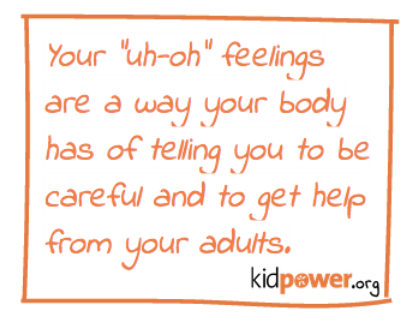 Your "uh-oh" feelings
are a way your body
has of telling you to be
careful and to get help
from your adults.
kidpower.org